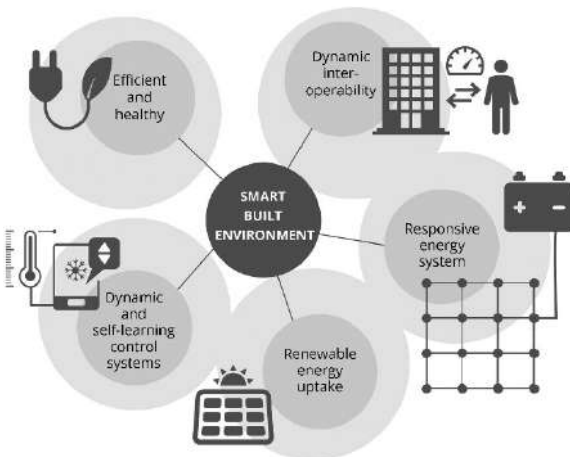 Efficient
and
healthy
Dynamic
inter-
operability
SMART
BUILT
ENVIRONMENT
Responsive
energy
system
Dynamic
and
self-learning
control
systems
Renewable
energy
uptake